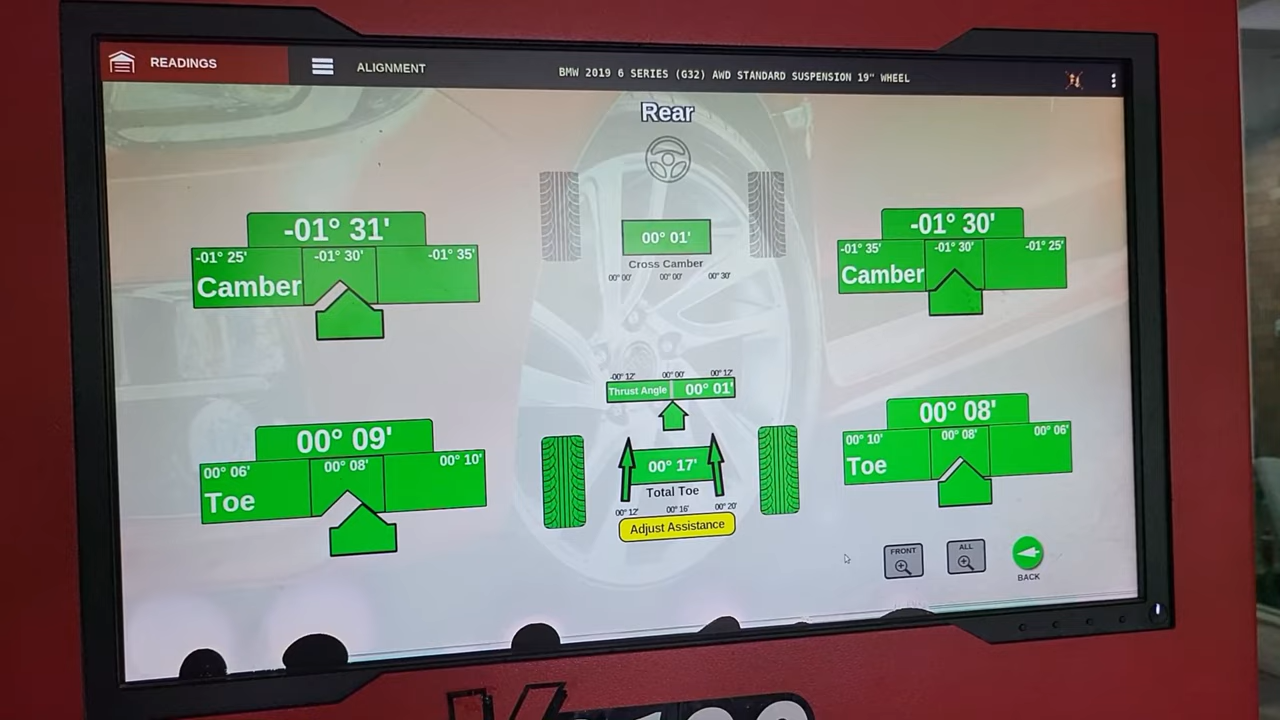 READINGS
ALIGNMENT
BMW 2019 6 SERIES (G32) AWD STANDARD SUSPENSION 19" WHEEL
Rear
-01° 31'
-01° 25' -01° 30' -01° 35'
Camber
00° 01'
Cross Camber
00° 00' 00° 00' 00° 30'
-01° 30'
-01° 35' -01° 30' -01° 25'
Camber
-00° 12' 00° 00' 00° 12'
Thrust Angle 00° 01'
00° 09'
00° 06' 00° 08' 00° 10'
Toe
00° 17'
Total Toe
00° 12' 00° 16' 00° 20'
Adjust Assistance
00° 08'
00° 10' 00° 08' 00° 06'
Toe
FRONT
ALL
BACK